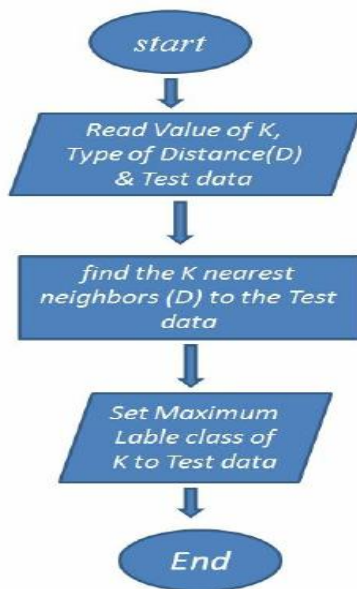 start
Read Value of K,
Type of Distance(D)
& Test data
find the K nearest
neighbors (D) to the Test
data
Set Maximum
Lable class of
K to Test data
End